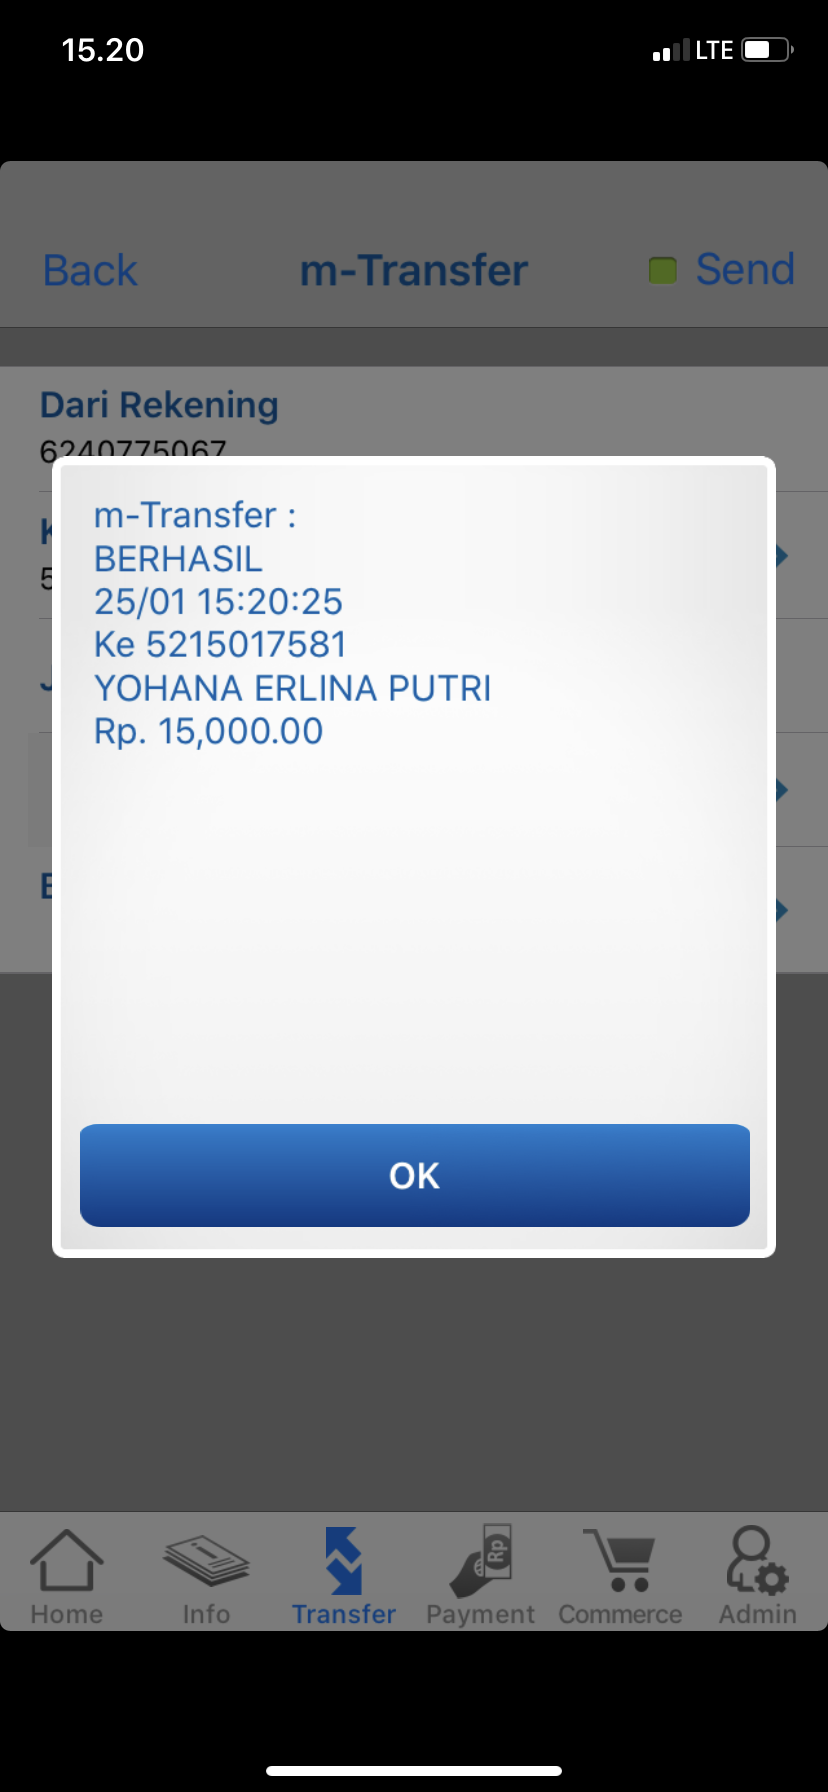 15.20
LTE
Back
m-Transfer
Send
Dari Rekening
6240775067
m-Transfer :
BERHASIL
25/01 15:20:25
Ke 5215017581
YOHANA ERLINA PUTRI
Rp. 15,000.00
OK
Rp
Home
Info
Transfer
Payment
Commerce
Admin